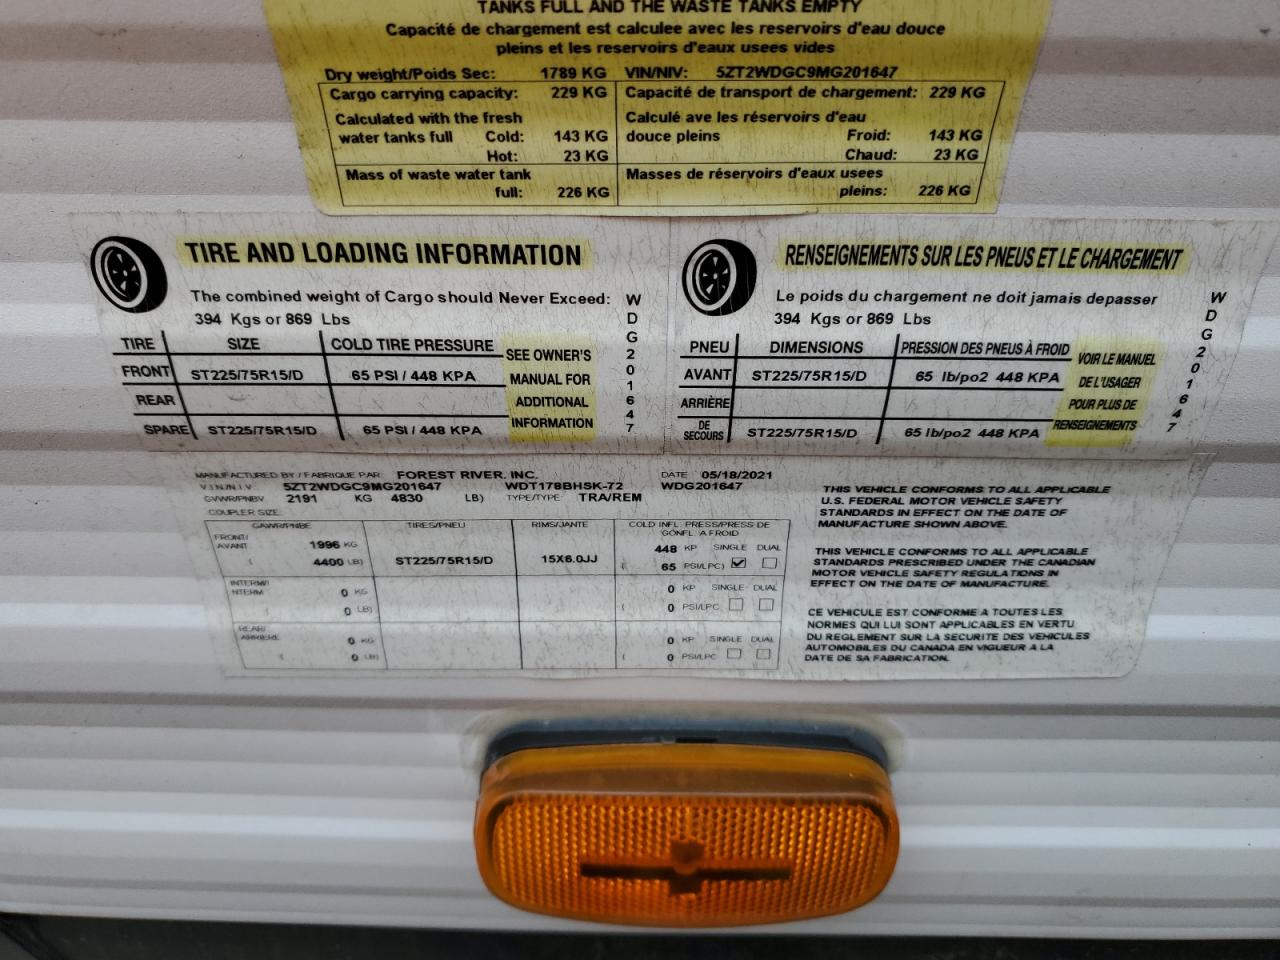 TANKS FULL AND THE WASTE TANKS EMPTY
Capacité de chargement est calculee avec les reservoirs d'eau douce
pleins et les reservoirs d'eaux usees vides
Dry weight/Poids Sec: 1789 KG VIN/NIV: 5ZT2WDGC9MG201647
Cargo carrying capacity: 229 KG Capacité de transport de chargement: 229 KG
Calculated with the fresh Calculé ave les réservoirs d'eau
water tanks full Cold: 143 KG douce pleins Froid: 143 KG
Hot: 23 KG Chaud: 23 KG
Mass of waste water tank Masses de réservoirs d'eaux usees
full: 226 KG pleins: 226 KG
TIRE AND LOADING INFORMATION
The combined weight of Cargo should Never Exceed:
394 Kgs or 869 Lbs
TIRE SIZE COLD TIRE PRESSURE
FRONT ST225/75R15/D 65 PSI / 448 KPA
REAR
SPARE ST225/75R15/D 65 PSI / 448 KPA
SEE OWNER'S
MANUAL FOR
ADDITIONAL
INFORMATION
WDG201647
RENSEIGNEMENTS SUR LES PNEUS ET LE CHARGEMENT
Le poids du chargement ne doit jamais depasser
394 Kgs or 869 Lbs
PNEU DIMENSIONS PRESSION DES PNEUS À FROID
AVANT ST225/75R15/D 65 lb/po2 448 KPA
ARRIÈRE
DE SECOURS ST225/75R15/D 65 lb/po2 448 KPA
VOIR LE MANUEL
DE L'USAGER
POUR PLUS DE
RENSEIGNEMENTS
WDG201647
MANUFACTURED BY / FABRIQUE PAR: FOREST RIVER, INC. DATE 05/18/2021
V.I.N./N.I.V. 5ZT2WDGC9MG201647 WDT178BHSK-72 WDG201647
GVWR/PNBV 2191 KG 4830 LB) TYPE/TYPE TRA/REM
COUPLER SIZE
GAWR/PNBE TIRES/PNEU RIMS/JANTE COLD INFL. PRESS/PRESS DE
GONFL. A FROID
FRONT/
AVANT 1996 KG 448 KP SINGLE DUAL
( 4400 LB) ST225/75R15/D 15X6.0JJ ( 65 PSI/LPC)
INTERM/
INTERM 0 KG 0 KP SINGLE DUAL
( 0 LB) ( 0 PSI/LPC
REAR/
ARRIERE 0 KG 0 KP SINGLE DUAL
( 0 LB) ( 0 PSI/LPC
THIS VEHICLE CONFORMS TO ALL APPLICABLE
U.S. FEDERAL MOTOR VEHICLE SAFETY
STANDARDS IN EFFECT ON THE DATE OF
MANUFACTURE SHOWN ABOVE.
THIS VEHICLE CONFORMS TO ALL APPLICABLE
STANDARDS PRESCRIBED UNDER THE CANADIAN
MOTOR VEHICLE SAFETY REGULATIONS IN
EFFECT ON THE DATE OF MANUFACTURE.
CE VEHICULE EST CONFORME A TOUTES LES
NORMES QUI LUI SONT APPLICABLES EN VERTU
DU REGLEMENT SUR LA SECURITE DES VEHICULES
AUTOMOBILES DU CANADA EN VIGUEUR A LA
DATE DE SA FABRICATION.